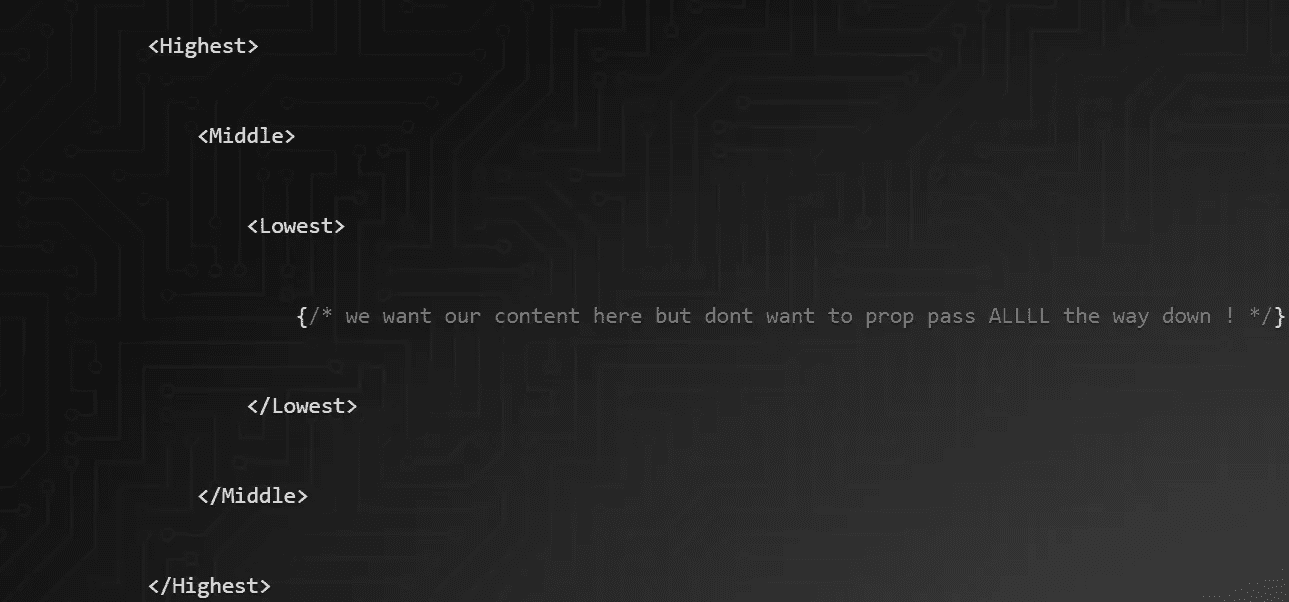 <Highest>
<Middle>
<Lowest>
{/* we want our content here but dont want to prop pass ALLLL the way down ! */}
</Lowest>
</Middle>
</Highest>